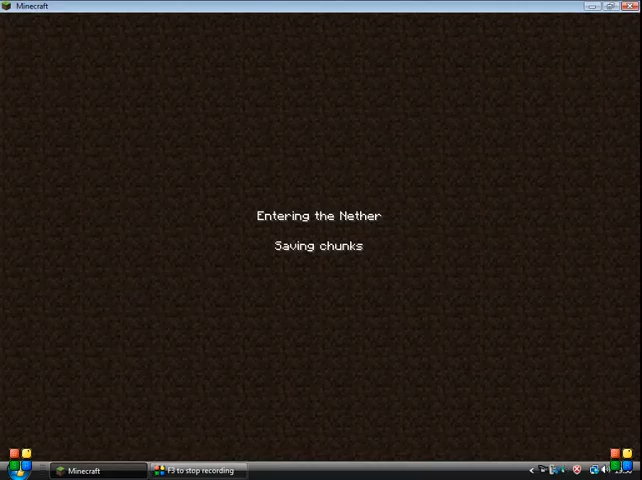 Minecraft
Entering the Nether
Saving chunks
Minecraft
F3 to stop recording